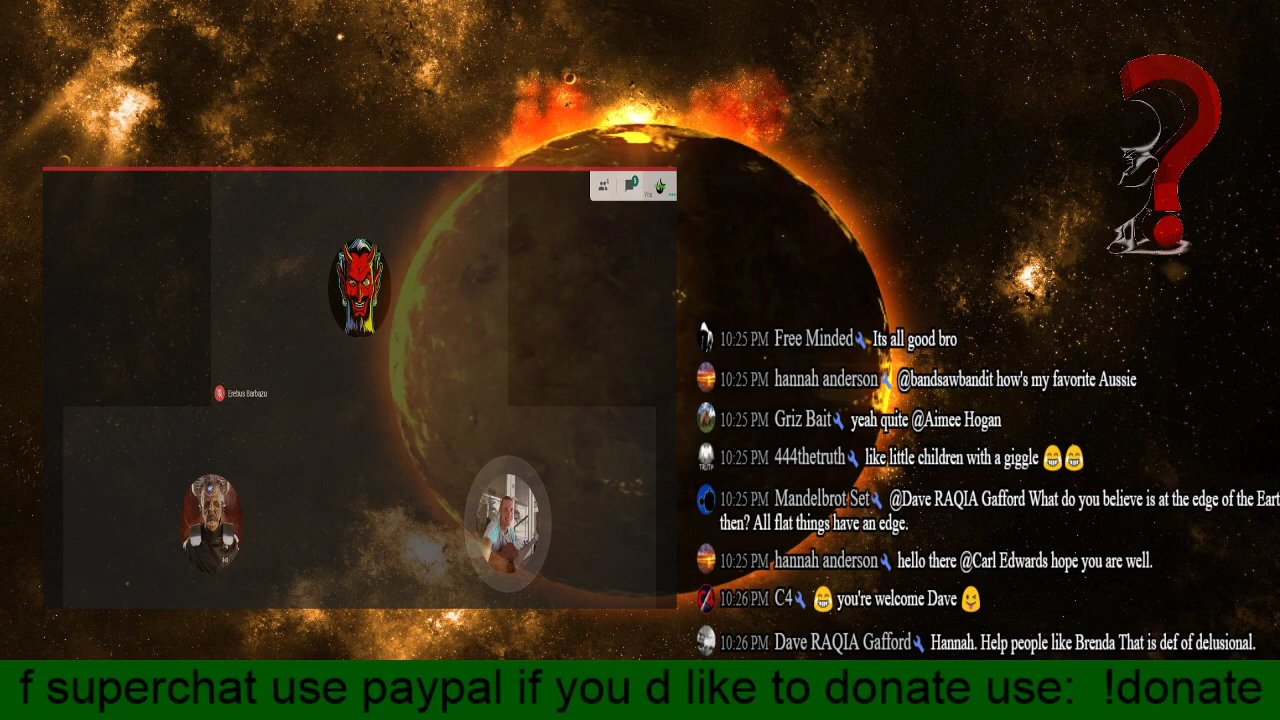 You
Erebus Barbazu
10:25 PM Free Minded Its all good bro
10:25 PM hannah anderson @bandsawbandit how's my favorite Aussie
10:25 PM Griz Bait yeah quite @Aimee Hogan
TRUTH 10:25 PM 444thetruth like little children with a giggle 😁😁
10:25 PM Mandelbrot Set @Dave RAQIA Gafford What do you believe is at the edge of the Eart
then? All flat things have an edge.
10:25 PM hannah anderson hello there @Carl Edwards hope you are well.
10:26 PM C4 😁 you're welcome Dave 😜
10:26 PM Dave RAQIA Gafford Hannah. Help people like Brenda That is def of delusional.
f superchat use paypal if you d like to donate use: !donate